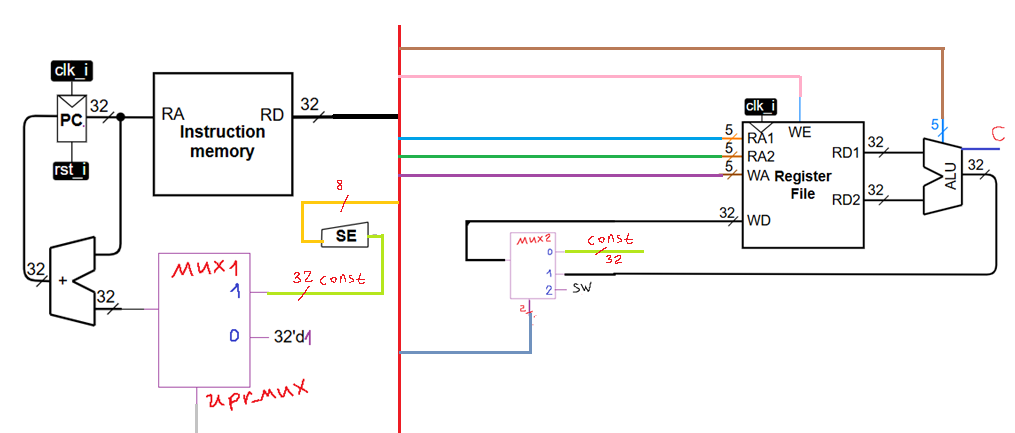 clk_i
PC
32
rst_i
RA
RD
Instruction
memory
32
32
+
32
MUX1
1
0
32 const
32'd1
upr_mux
8
SE
clk_i
WE
5
RA1
5
RA2
5
WA
Register
File
32
WD
RD1
32
RD2
32
5
ALU
C
32
MUX2
0
1
2
const
32
SW
2